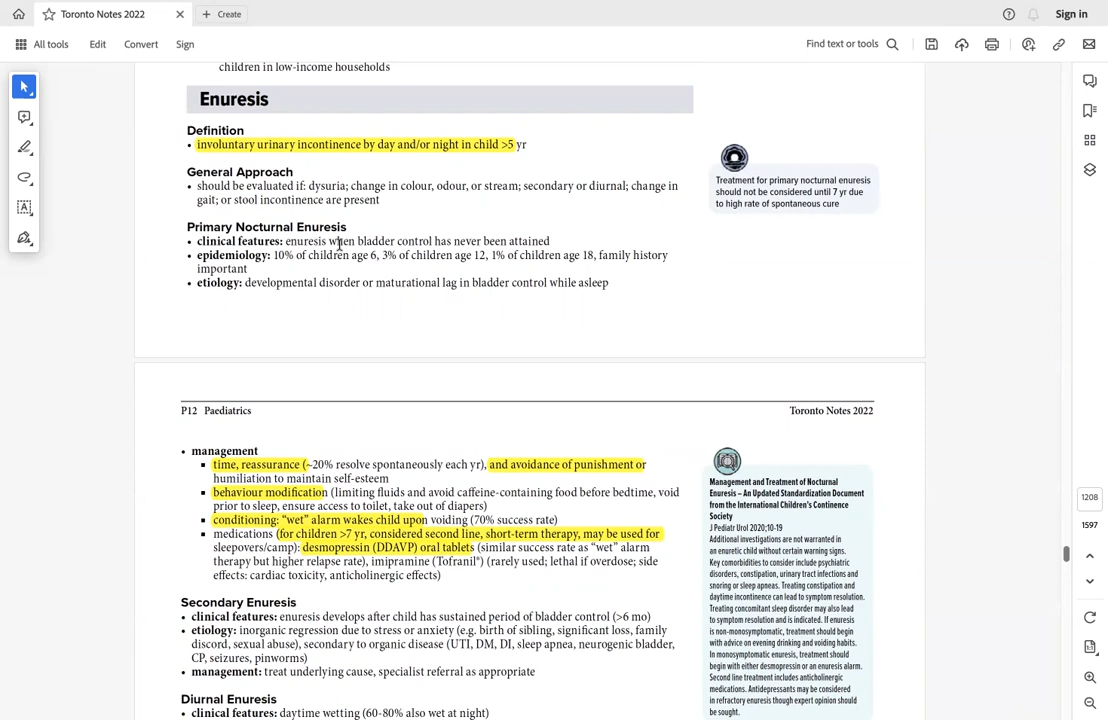 Toronto Notes 2022
Create
Sign in
All tools
Edit
Convert
Sign
Find text or tools
children in low-income households
Enuresis
Definition
• involuntary urinary incontinence by day and/or night in child >5 yr
General Approach
• should be evaluated if: dysuria; change in colour, odour, or stream; secondary or diurnal; change in
gait; or stool incontinence are present
Treatment for primary nocturnal enuresis
should not be considered until 7 yr due
to high rate of spontaneous cure
Primary Nocturnal Enuresis
• clinical features: enuresis when bladder control has never been attained
• epidemiology: 10% of children age 6, 3% of children age 12, 1% of children age 18, family history
important
• etiology: developmental disorder or maturational lag in bladder control while asleep
P12 Paediatrics
Toronto Notes 2022
• management
▪ time, reassurance (~20% resolve spontaneously each yr), and avoidance of punishment or
humiliation to maintain self-esteem
▪ behaviour modification (limiting fluids and avoid caffeine-containing food before bedtime, void
prior to sleep, ensure access to toilet, take out of diapers)
▪ conditioning: “wet” alarm wakes child upon voiding (70% success rate)
▪ medications (for children >7 yr, considered second line, short-term therapy, may be used for
sleepovers/camp): desmopressin (DDAVP) oral tablets (similar success rate as “wet” alarm
therapy but higher relapse rate), imipramine (Tofranil®) (rarely used; lethal if overdose; side
effects: cardiac toxicity, anticholinergic effects)
Secondary Enuresis
• clinical features: enuresis develops after child has sustained period of bladder control (>6 mo)
• etiology: inorganic regression due to stress or anxiety (e.g. birth of sibling, significant loss, family
discord, sexual abuse), secondary to organic disease (UTI, DM, DI, sleep apnea, neurogenic bladder,
CP, seizures, pinworms)
• management: treat underlying cause, specialist referral as appropriate
Diurnal Enuresis
• clinical features: daytime wetting (60-80% also wet at night)
Management and Treatment of Nocturnal
Enuresis – An Updated Standardization Document
from the International Children's Continence
Society
J Pediatr Urol 2020;10-19
Additional investigations are not warranted in
an enuretic child without certain warning signs.
Key comorbidities to consider include psychiatric
disorders, constipation, urinary tract infections and
snoring or sleep apneas. Treating constipation and
daytime incontinence can lead to symptom resolution.
Treating concomitant sleep disorder may also lead
to symptom resolution and is indicated. If enuresis
is non-monosymptomatic, treatment should begin
with advice on evening drinking and voiding habits.
In monosymptomatic enuresis, treatment should
begin with either desmopressin or an enuresis alarm.
Second line treatment includes anticholinergic
medications. Antidepressants may be considered
in refractory enuresis though expert opinion should
be sought.
1208
1597